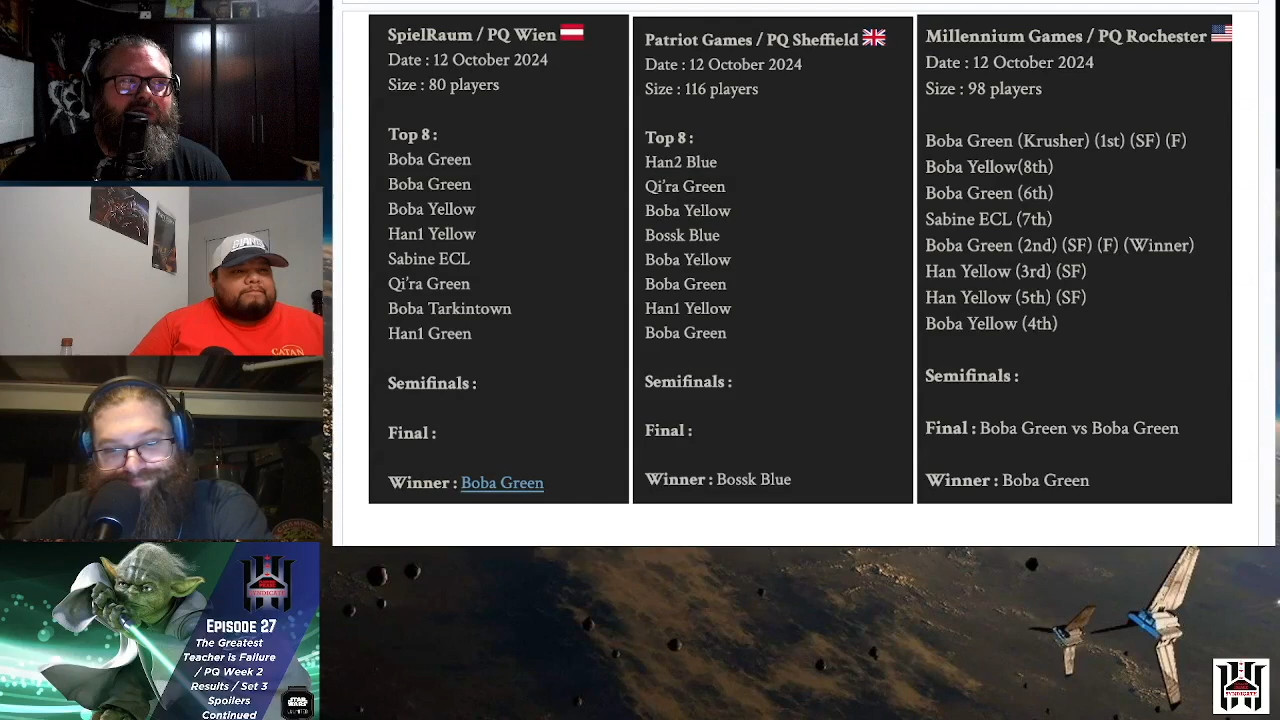 SpielRaum / PQ Wien
Date : 12 October 2024
Size : 80 players
Top 8 :
Boba Green
Boba Green
Boba Yellow
Han1 Yellow
Sabine ECL
Qi'ra Green
Boba Tarkintown
Han1 Green
Semifinals :
Final :
Winner : Boba Green
Patriot Games / PQ Sheffield
Date : 12 October 2024
Size : 116 players
Top 8 :
Han2 Blue
Qi'ra Green
Boba Yellow
Bossk Blue
Boba Yellow
Boba Green
Han1 Yellow
Boba Green
Semifinals :
Final :
Winner : Bossk Blue
Millennium Games / PQ Rochester
Date : 12 October 2024
Size : 98 players
Boba Green (Krusher) (1st) (SF) (F)
Boba Yellow(8th)
Boba Green (6th)
Sabine ECL (7th)
Boba Green (2nd) (SF) (F) (Winner)
Han Yellow (3rd) (SF)
Han Yellow (5th) (SF)
Boba Yellow (4th)
Semifinals :
Final : Boba Green vs Boba Green
Winner : Boba Green
CATAN
SYNDICATE
Episode 27
The Greatest
Teacher is Failure
/ PQ Week 2
Results / Set 3
Spoilers
Continued
STAR
WARS
SYNDICATE